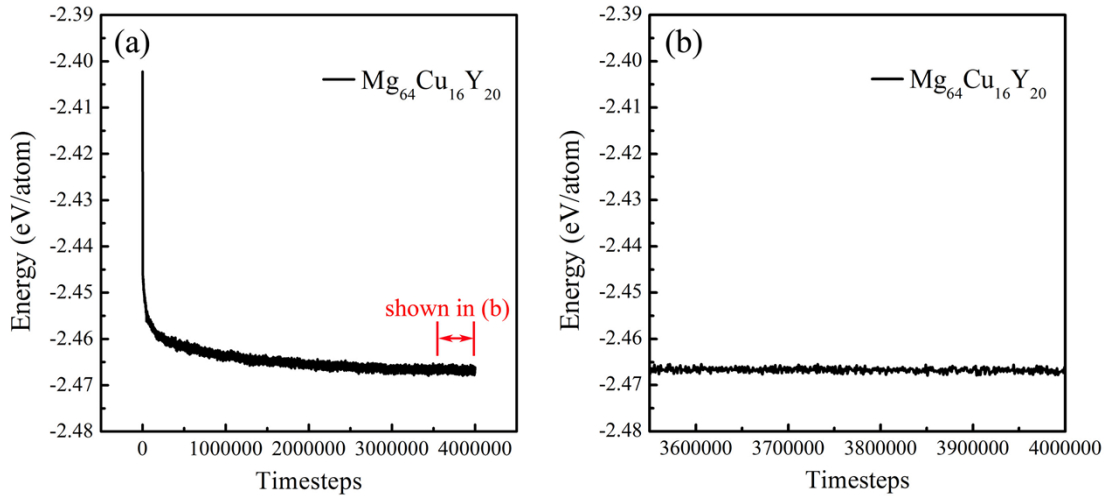 (a)
Mg64Cu16Y20
shown in (b)
Energy (eV/atom)
-2.39
-2.40
-2.41
-2.42
-2.43
-2.44
-2.45
-2.46
-2.47
-2.48
0 1000000 2000000 3000000 4000000
Timesteps
(b)
Mg64Cu16Y20
Energy (eV/atom)
-2.39
-2.40
-2.41
-2.42
-2.43
-2.44
-2.45
-2.46
-2.47
-2.48
3600000 3700000 3800000 3900000 4000000
Timesteps